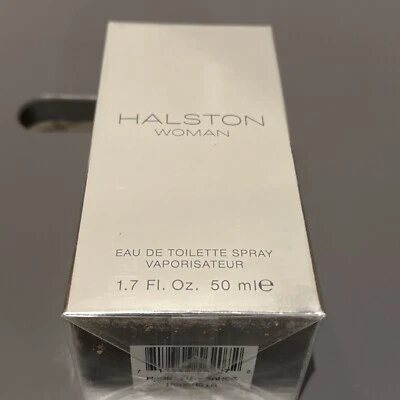 HALSTON
WOMAN
EAU DE TOILETTE SPRAY
VAPORISATEUR
1.7 Fl. Oz. 50 ml℮